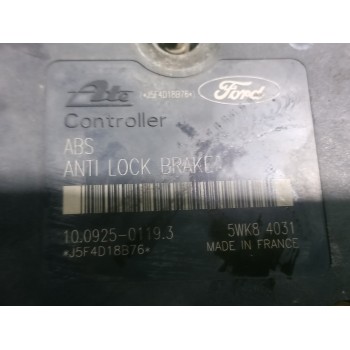 Ate *J5F4D18B76* Ford
Controller
ABS
ANTI LOCK BRAKE
10.0925-0119.3 5WK8 4031
*J5F4D18B76* MADE IN FRANCE